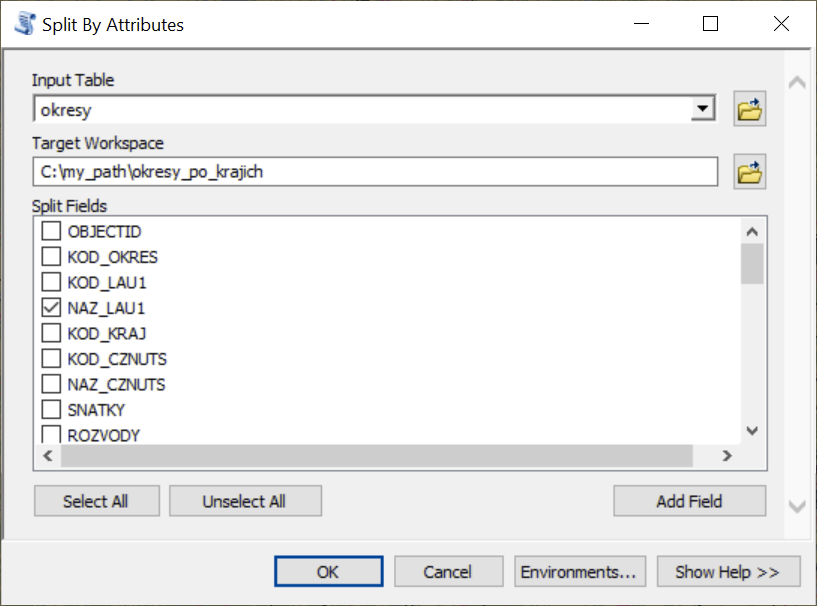 Split By Attributes
Input Table
okresy
Target Workspace
C:\my_path\okresy_po_krajich
Split Fields
OBJECTID
KOD_OKRES
KOD_LAU1
NAZ_LAU1
KOD_KRAJ
KOD_CZNUTS
NAZ_CZNUTS
SNATKY
ROZVODY
Select All Unselect All Add Field
OK Cancel Environments... Show Help >>